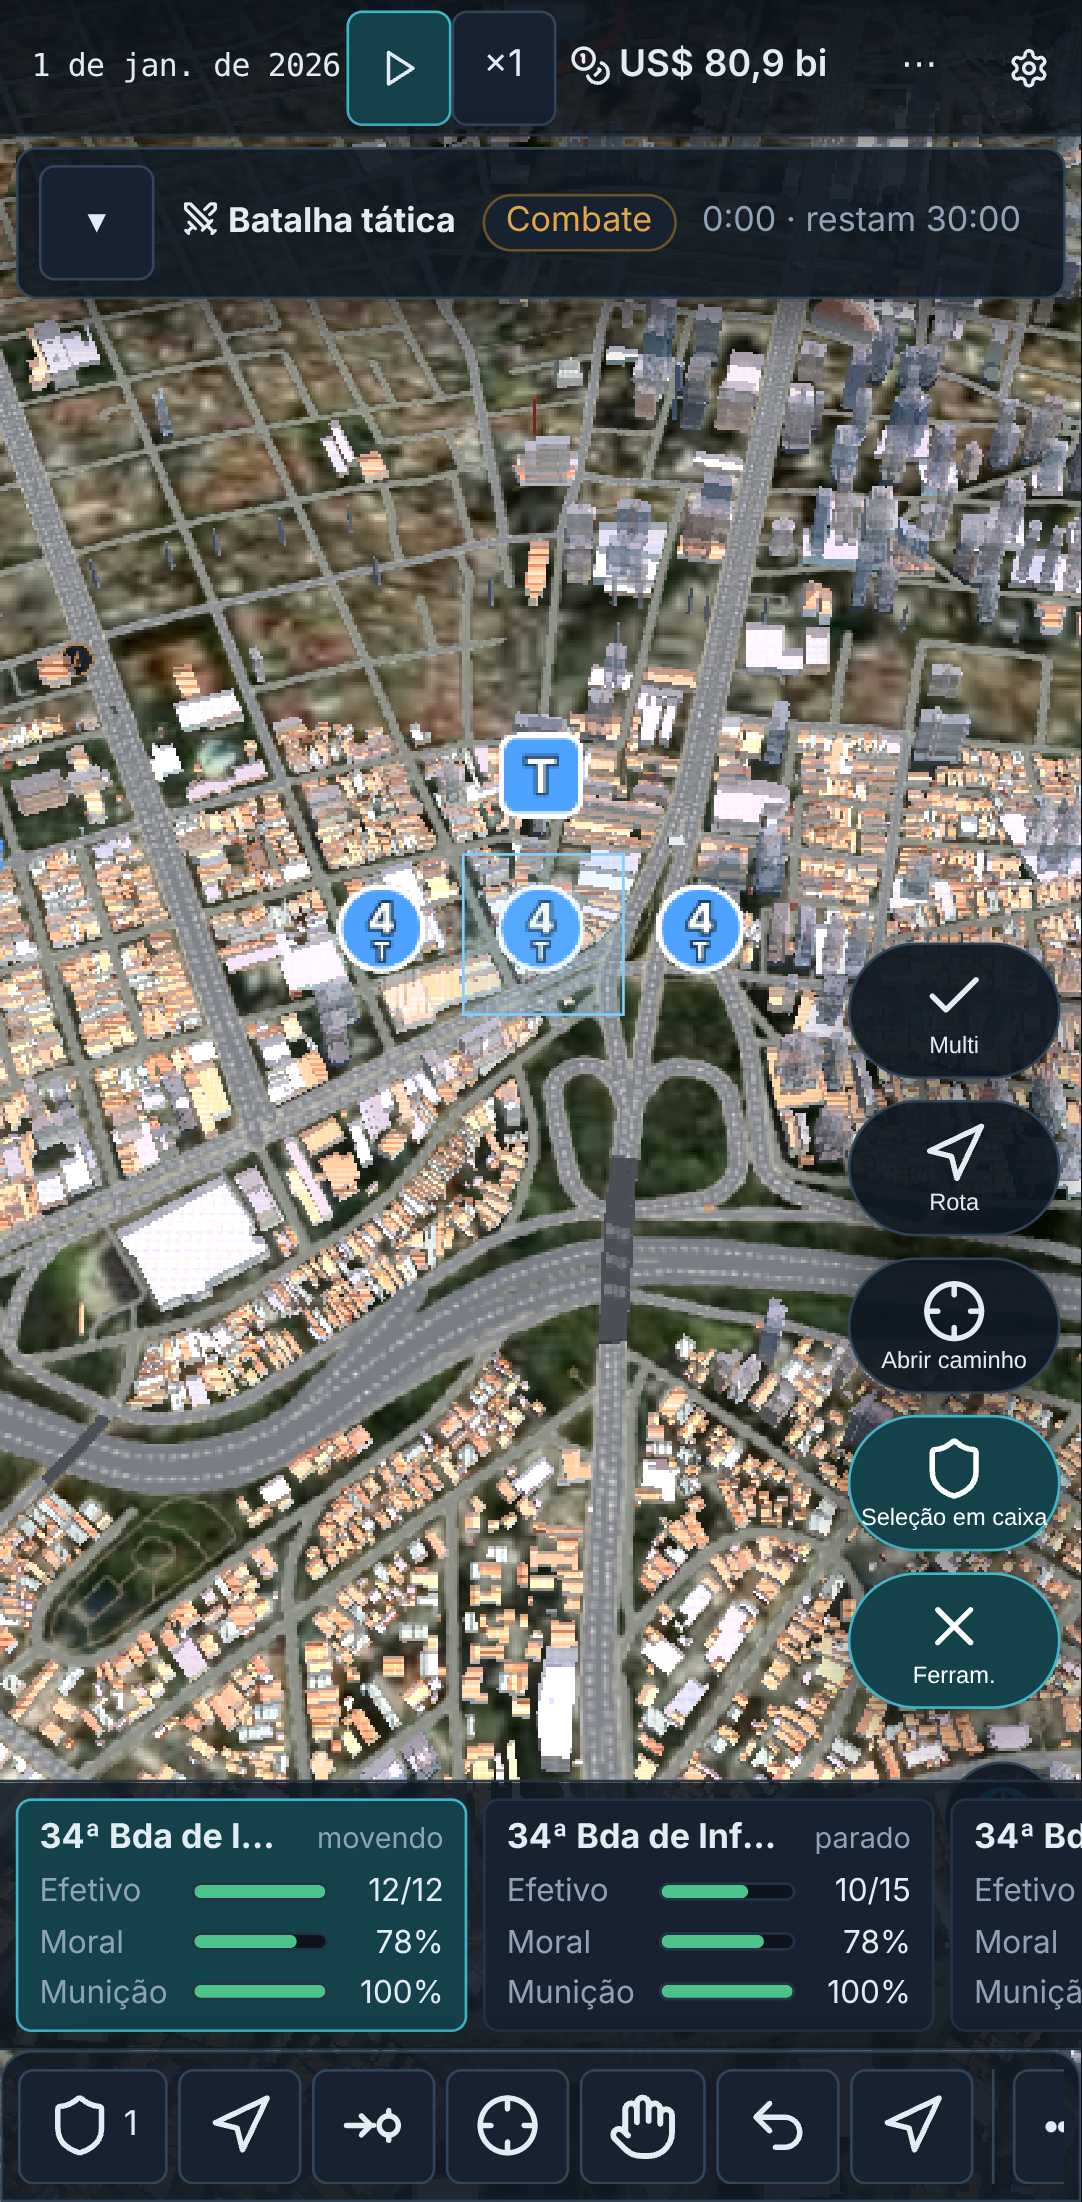 1 de jan. de 2026
×1
US$ 80,9 bi
...
▼
Batalha tática
Combate
0:00 · restam 30:00
T
4
T
4
T
4
T
Multi
Rota
Abrir caminho
Seleção em caixa
Ferram.
34ª Bda de I...
movendo
Efetivo
12/12
Moral
78%
Munição
100%
34ª Bda de Inf...
parado
Efetivo
10/15
Moral
78%
Munição
100%
34ª Bd
Efetivo
Moral
Muniçã
1